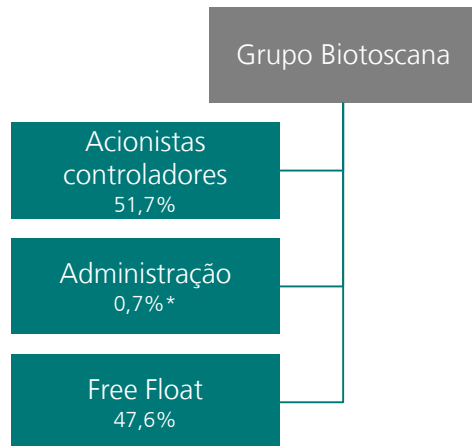 Grupo Biotoscana
Acionistas
controladores
51,7%
Administração
0,7%*
Free Float
47,6%